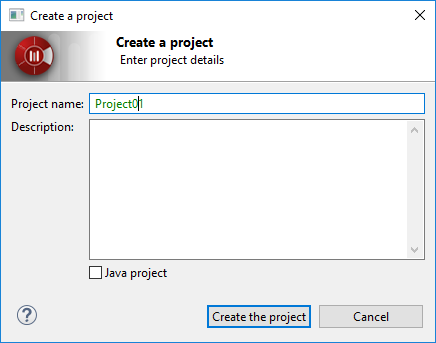 Create a project
Create a project
Enter project details
Project name: Project01
Description:
Java project
?
Create the project
Cancel